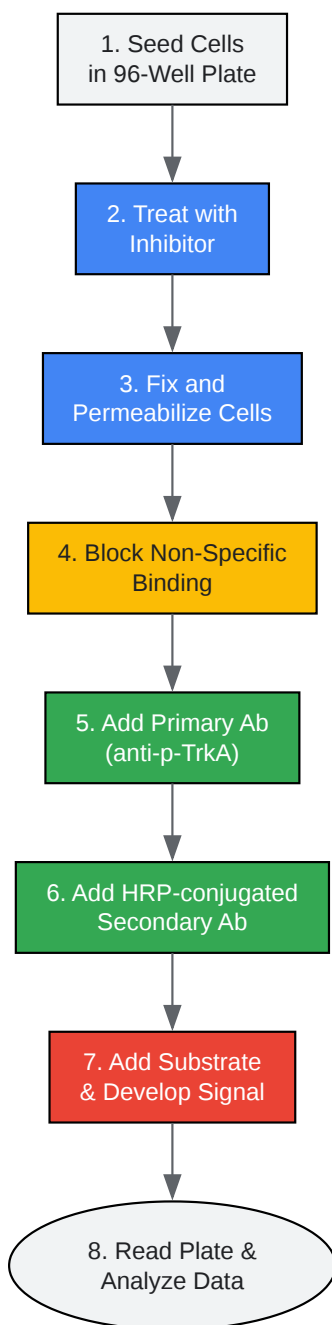 1. Seed Cells
in 96-Well Plate
2. Treat with
Inhibitor
3. Fix and
Permeabilize Cells
4. Block Non-Specific
Binding
5. Add Primary Ab
(anti-p-TrkA)
6. Add HRP-conjugated
Secondary Ab
7. Add Substrate
& Develop Signal
8. Read Plate &
Analyze Data